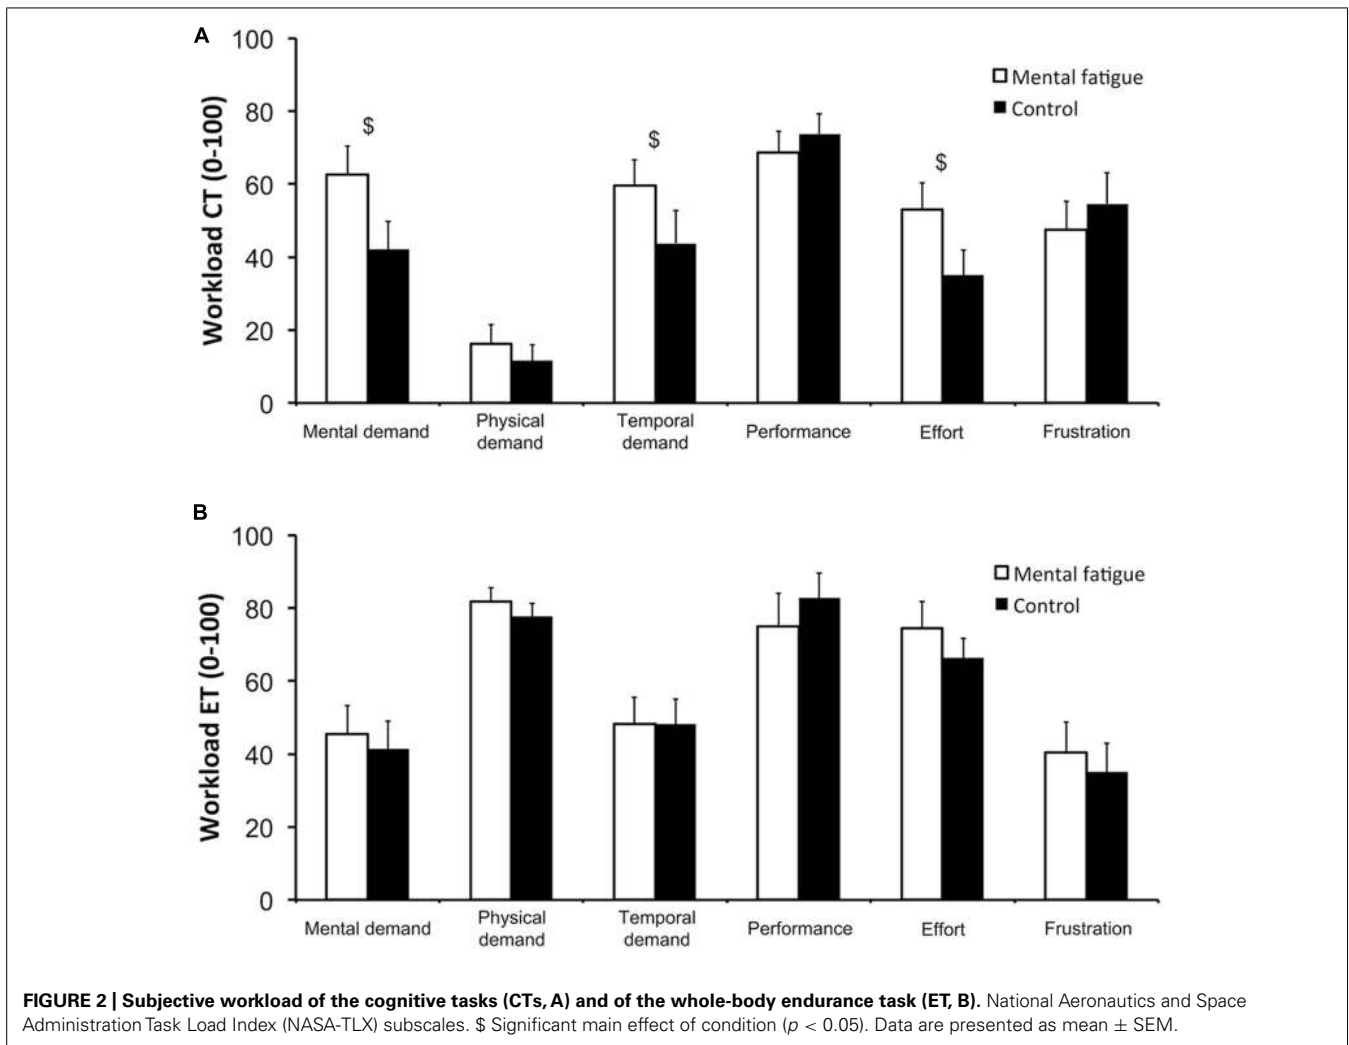 A
100
80
60
40
20
0
Workload CT (0-100)
$
$
$
Mental fatigue
Control
Mental demand
Physical
demand
Temporal
demand
Performance
Effort
Frustration
B
100
80
60
40
20
0
Workload ET (0-100)
Mental fatigue
Control
Mental demand
Physical
demand
Temporal
demand
Performance
Effort
Frustration
FIGURE 2 | Subjective workload of the cognitive tasks (CTs, A) and of the whole-body endurance task (ET, B). National Aeronautics and Space
Administration Task Load Index (NASA-TLX) subscales. $ Significant main effect of condition (p < 0.05). Data are presented as mean ± SEM.